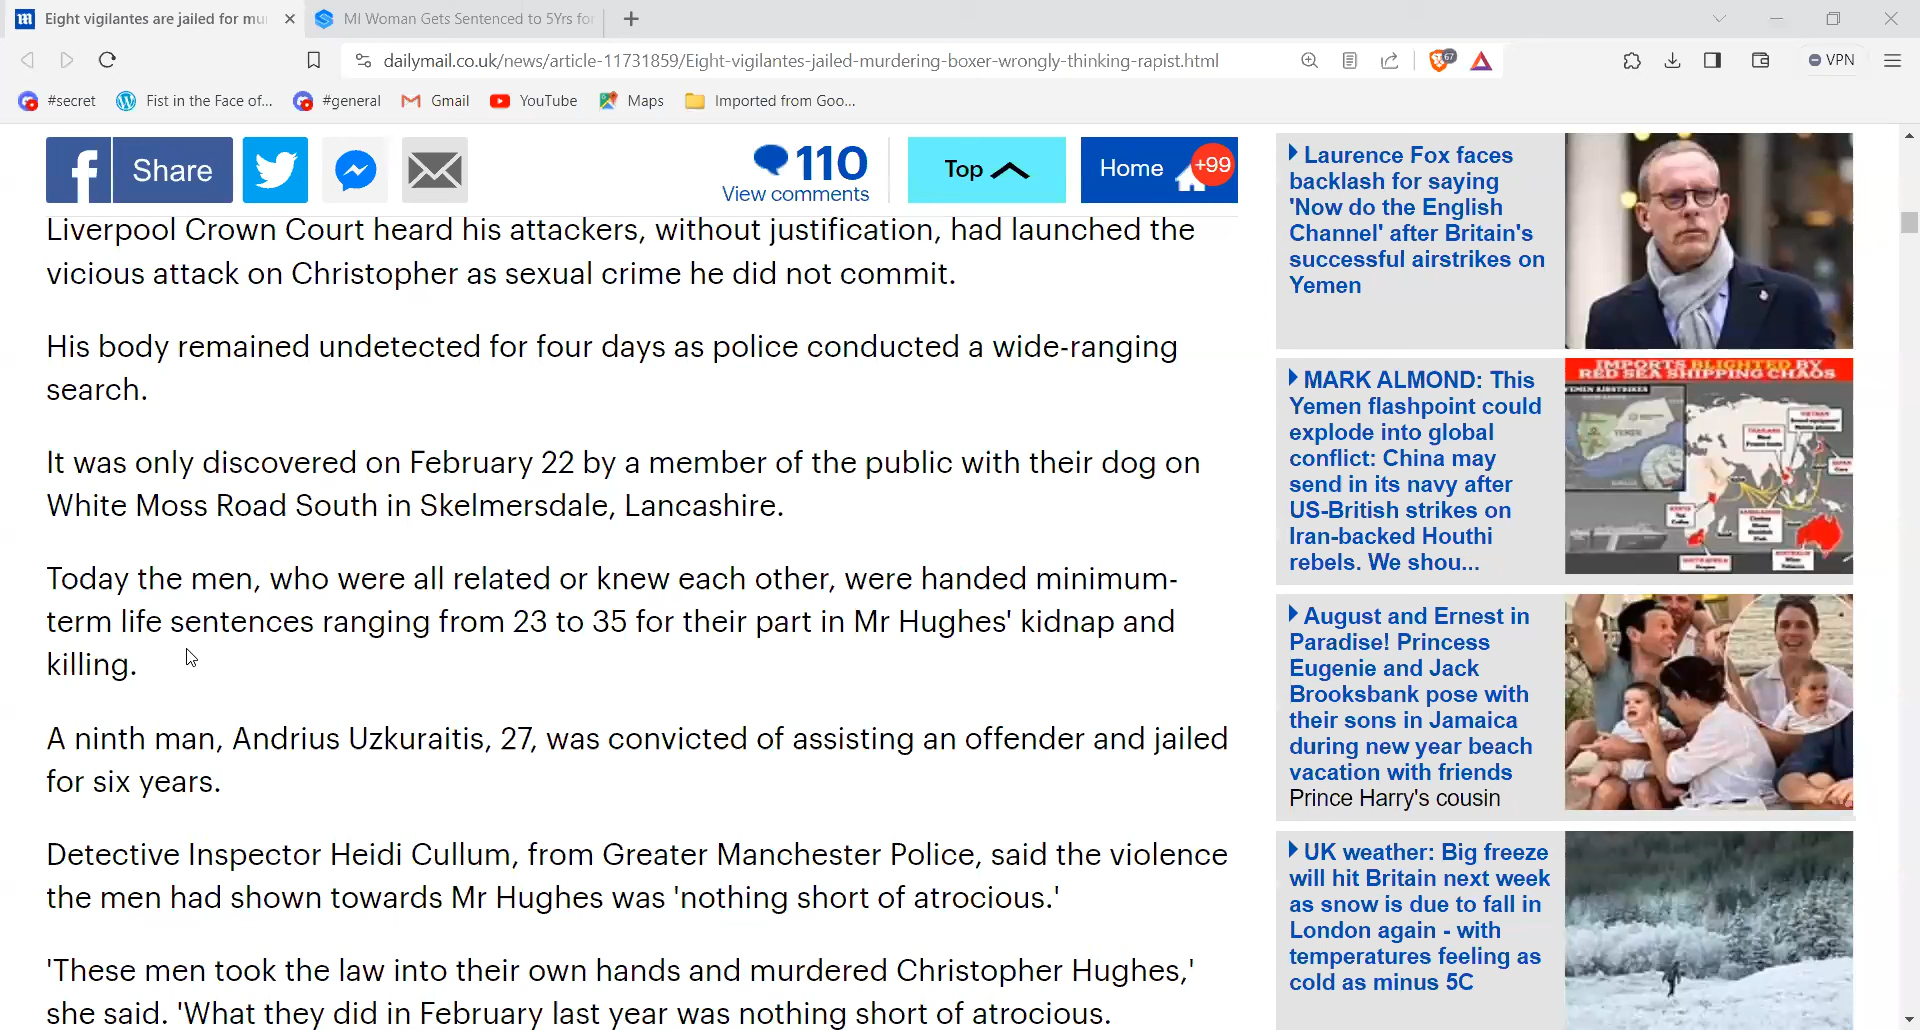 Eight vigilantes are jailed for mu
MI Woman Gets Sentenced to 5Yrs for
dailymail.co.uk/news/article-11731859/Eight-vigilantes-jailed-murdering-boxer-wrongly-thinking-rapist.html
67
VPN
#secret
Fist in the Face of...
#general
Gmail
YouTube
Maps
Imported from Goo...
Share
110
View comments
Top
Home
+99
Liverpool Crown Court heard his attackers, without justification, had launched the
vicious attack on Christopher as sexual crime he did not commit.
His body remained undetected for four days as police conducted a wide-ranging
search.
It was only discovered on February 22 by a member of the public with their dog on
White Moss Road South in Skelmersdale, Lancashire.
Today the men, who were all related or knew each other, were handed minimum-
term life sentences ranging from 23 to 35 for their part in Mr Hughes' kidnap and
killing.
A ninth man, Andrius Uzkuraitis, 27, was convicted of assisting an offender and jailed
for six years.
Detective Inspector Heidi Cullum, from Greater Manchester Police, said the violence
the men had shown towards Mr Hughes was 'nothing short of atrocious.'
'These men took the law into their own hands and murdered Christopher Hughes,'
she said. 'What they did in February last year was nothing short of atrocious.
Laurence Fox faces
backlash for saying
'Now do the English
Channel' after Britain's
successful airstrikes on
Yemen
MARK ALMOND: This
Yemen flashpoint could
explode into global
conflict: China may
send in its navy after
US-British strikes on
Iran-backed Houthi
rebels. We shou...
IMPORTS BLIGHTED BY
RED SEA SHIPPING CHAOS
August and Ernest in
Paradise! Princess
Eugenie and Jack
Brooksbank pose with
their sons in Jamaica
during new year beach
vacation with friends
Prince Harry's cousin
UK weather: Big freeze
will hit Britain next week
as snow is due to fall in
London again - with
temperatures feeling as
cold as minus 5C